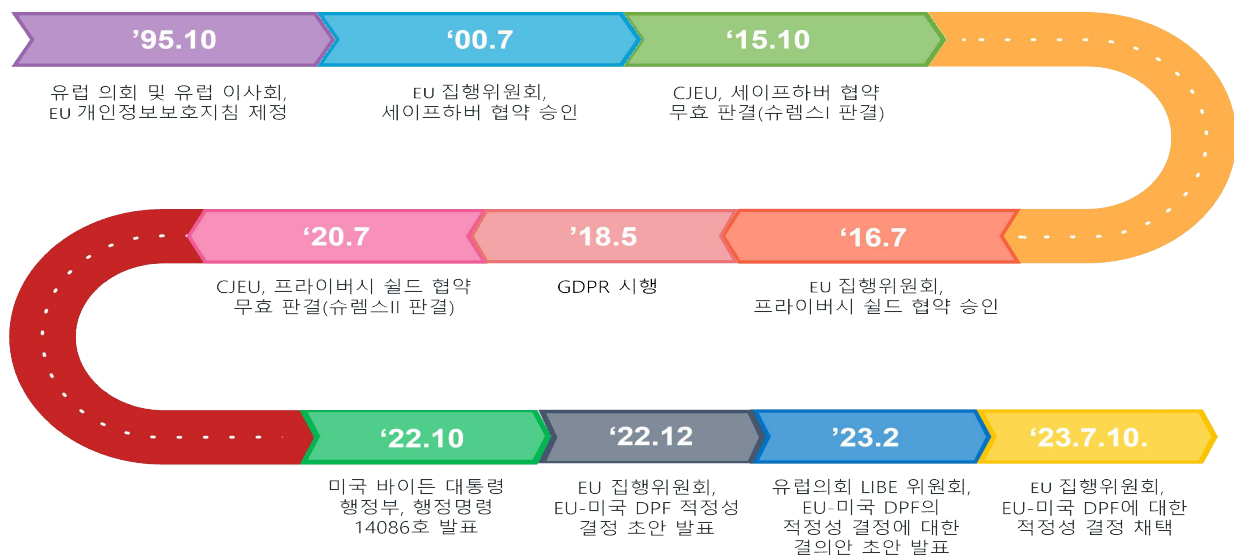 ’95.10
‘00.7
‘15.10
유럽 의회 및 유럽 이사회,
EU 개인정보보호지침 제정
EU 집행위원회,
세이프하버 협약 승인
CJEU, 세이프하버 협약
무효 판결(슈렘스I 판결)
‘20.7
’18.5
‘16.7
CJEU, 프라이버시 쉴드 협약
무효 판결(슈렘스II 판결)
GDPR 시행
EU 집행위원회,
프라이버시 쉴드 협약 승인
‘22.10
‘22.12
’23.2
‘23.7.10.
미국 바이든 대통령
행정부, 행정명령
14086호 발표
EU 집행위원회,
EU-미국 DPF 적정성
결정 초안 발표
유럽의회 LIBE 위원회,
EU-미국 DPF의
적정성 결정에 대한
결의안 초안 발표
EU 집행위원회,
EU-미국 DPF에 대한
적정성 결정 채택